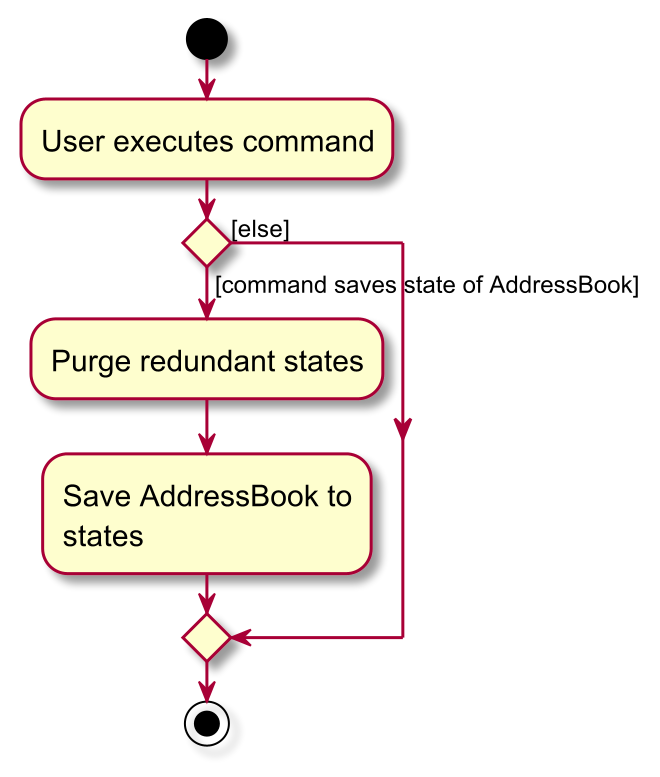 User executes command
[else]
[command saves state of AddressBook]
Purge redundant states
Save AddressBook to
states